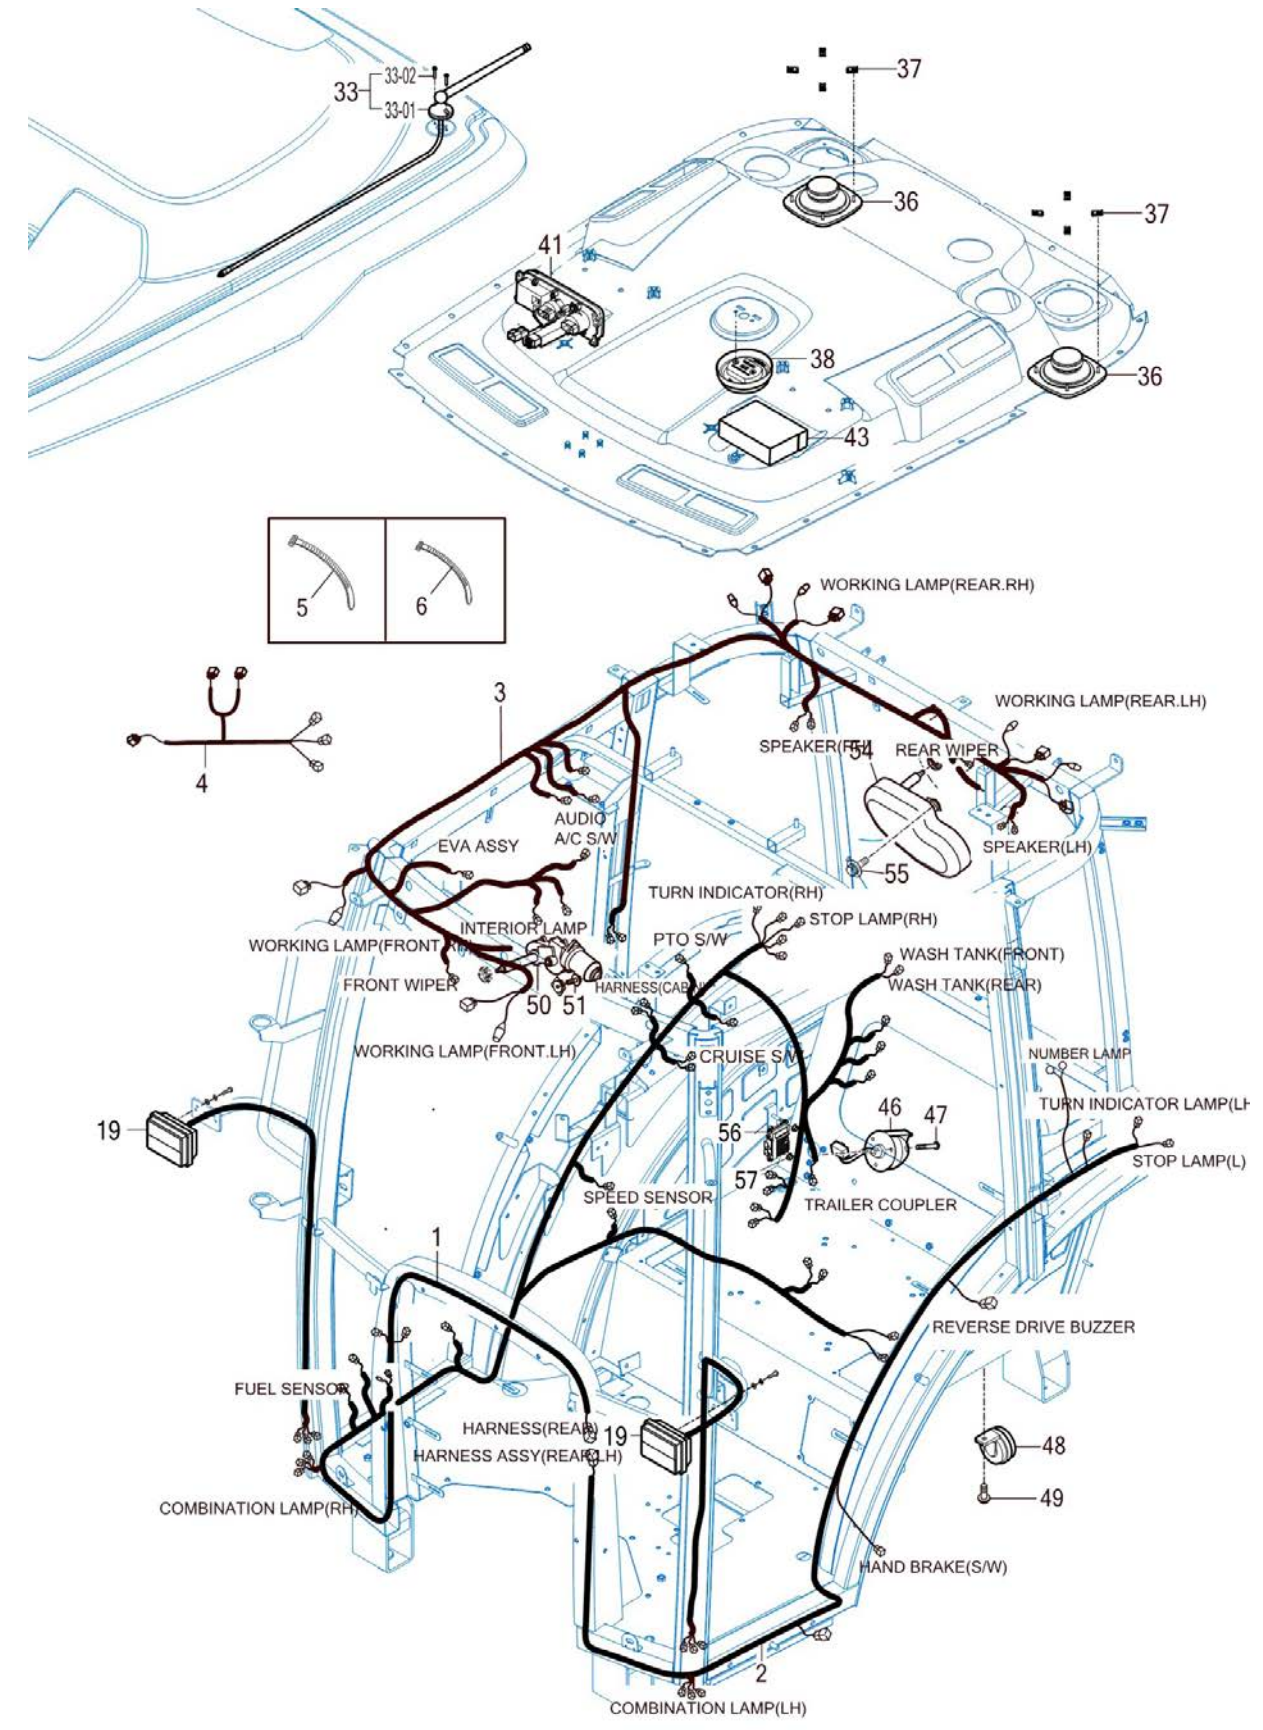 33-02
33
33-01
37
36
37
41
38
36
43
5
6
WORKING LAMP(REAR.RH)
3
WORKING LAMP(REAR.LH)
4
SPEAKER(RH)
54
REAR WIPER
AUDIO
A/C S/W
EVA ASSY
SPEAKER(LH)
55
TURN INDICATOR(RH)
STOP LAMP(RH)
INTERIOR LAMP
PTO S/W
WORKING LAMP(FRONT.RH)
WASH TANK(FRONT)
FRONT WIPER
50
51
HARNESS(CABIN)
WASH TANK(REAR)
WORKING LAMP(FRONT.LH)
CRUISE S/W
NUMBER LAMP
TURN INDICATOR LAMP(LH
19
56
46
47
57
STOP LAMP(L)
SPEED SENSOR
TRAILER COUPLER
1
REVERSE DRIVE BUZZER
FUEL SENSOR
HARNESS(REAR)
19
HARNESS ASSY(REAR.LH)
48
COMBINATION LAMP(RH)
49
HAND BRAKE(S/W)
2
COMBINATION LAMP(LH)